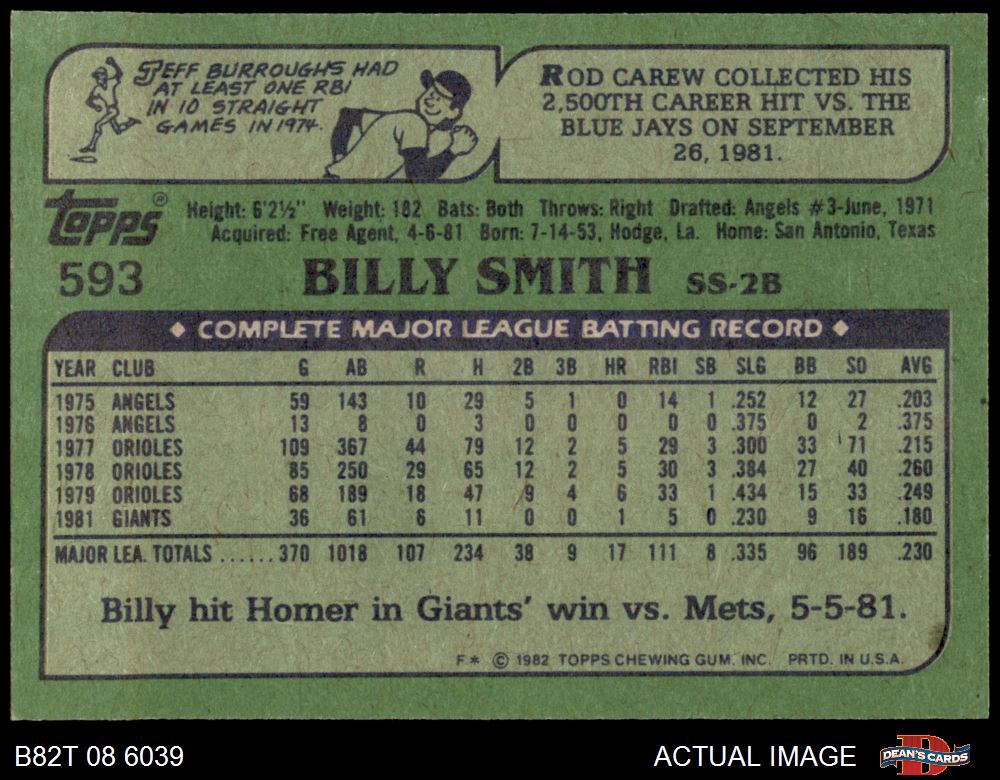 JEFF BURROUGHS HAD
AT LEAST ONE RBI
IN 10 STRAIGHT
GAMES IN 1974.
ROD CAREW COLLECTED HIS
2,500TH CAREER HIT VS. THE
BLUE JAYS ON SEPTEMBER
26, 1981.
TOPPS®
Height: 6'2½" Weight: 182 Bats: Both Throws: Right Drafted: Angels #3-June, 1971
Acquired: Free Agent, 4-6-81 Born: 7-14-53, Hodge, La. Home: San Antonio, Texas
593 BILLY SMITH SS-2B
♦ COMPLETE MAJOR LEAGUE BATTING RECORD ♦
YEAR CLUB G AB R H 2B 3B HR RBI SB SLG BB SO AVG
1975 ANGELS 59 143 10 29 5 1 0 14 1 .252 12 27 .203
1976 ANGELS 13 8 0 3 0 0 0 0 0 .375 0 2 .375
1977 ORIOLES 109 367 44 79 12 2 5 29 3 .300 33 71 .215
1978 ORIOLES 85 250 29 65 12 2 5 30 3 .384 27 40 .260
1979 ORIOLES 68 189 18 47 9 4 6 33 1 .434 15 33 .249
1981 GIANTS 36 61 6 11 0 0 1 5 0 .230 9 16 .180
MAJOR LEA. TOTALS ......370 1018 107 234 38 9 17 111 8 .335 96 189 .230
Billy hit Homer in Giants' win vs. Mets, 5-5-81.
F* © 1982 TOPPS CHEWING GUM. INC. PRTD. IN U.S.A.
B82T 08 6039 ACTUAL IMAGE DEAN'S CARDS